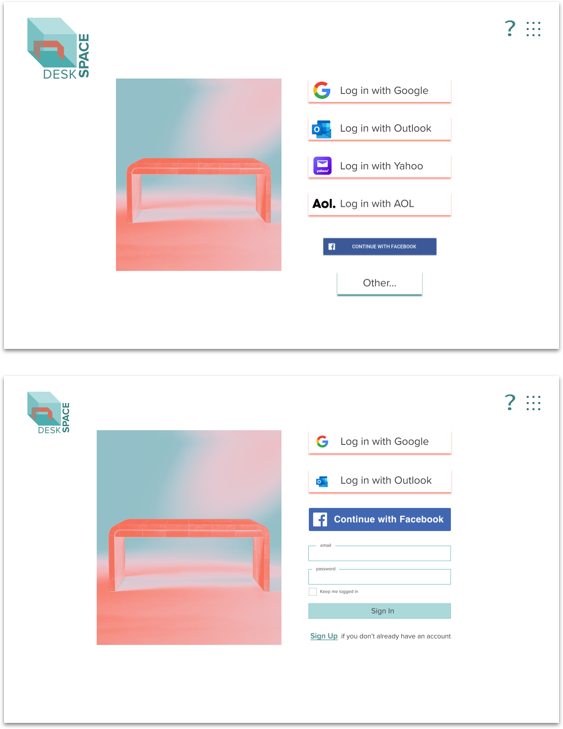 DESK SPACE
?
Log in with Google
Log in with Outlook
Log in with Yahoo
yahoo!
Aol. Log in with AOL
CONTINUE WITH FACEBOOK
Other...
DESK SPACE
?
Log in with Google
Log in with Outlook
Continue with Facebook
email
password
Keep me logged in
Sign In
Sign Up if you don't already have an account